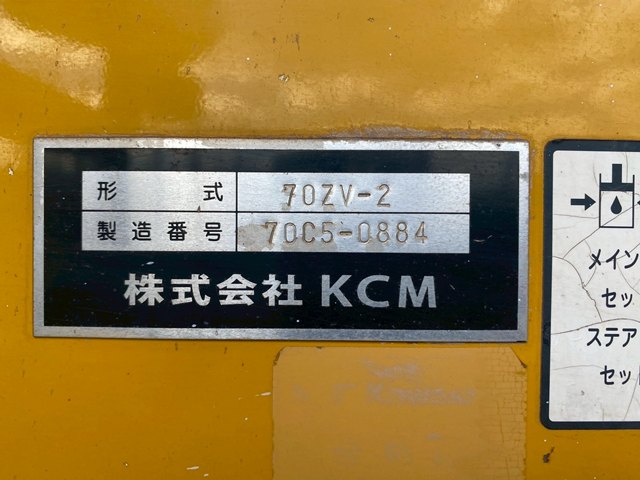 形式 70ZV-2
製造番号 70C5-0884
株式会社 KCM
メイン
セッ
ステア
セット